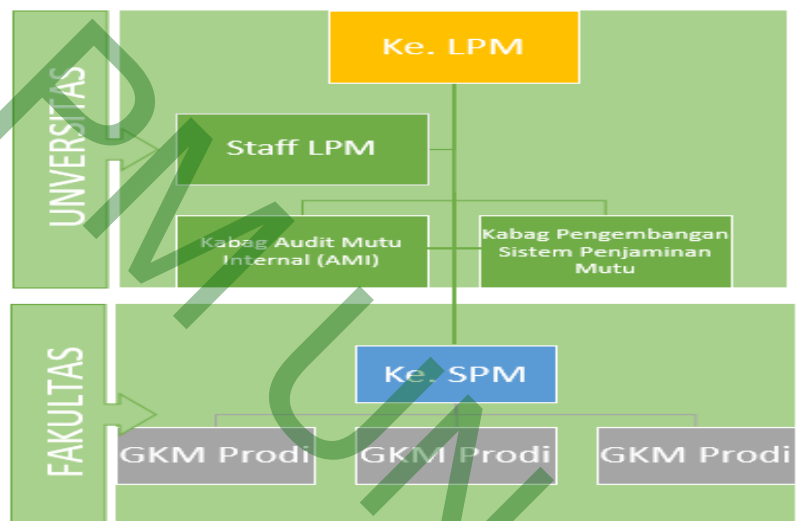 UNVERSITAS
Ke. LPM
Staff LPM
Kabag Audit Mutu
Internal (AMI)
Kabag Pengembangan
Sistem Penjaminan
Mutu
FAKULTAS
Ke. SPM
GKM Prodi
GKM Prodi
GKM Prodi
PMUN